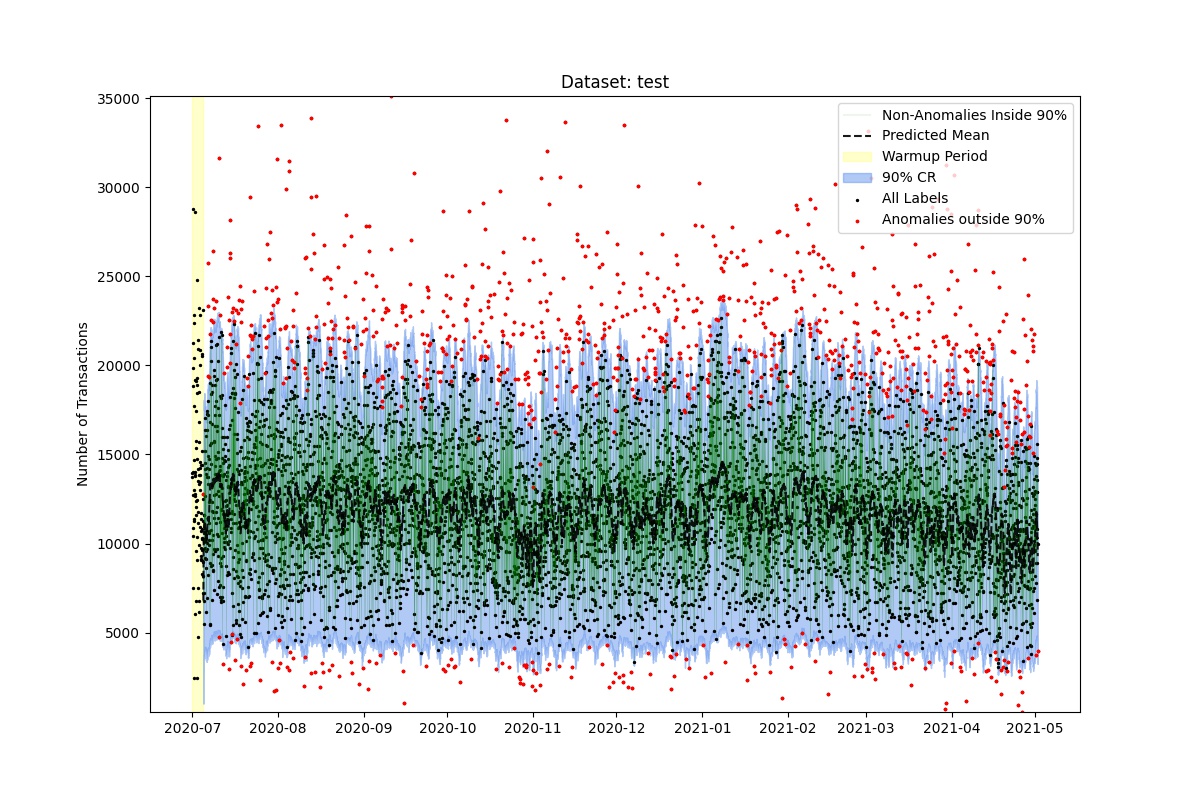 Dataset: test
35000
30000
25000
20000
15000
10000
5000
Number of Transactions
Non-Anomalies Inside 90%
Predicted Mean
Warmup Period
90% CR
All Labels
Anomalies outside 90%
2020-07 2020-08 2020-09 2020-10 2020-11 2020-12 2021-01 2021-02 2021-03 2021-04 2021-05